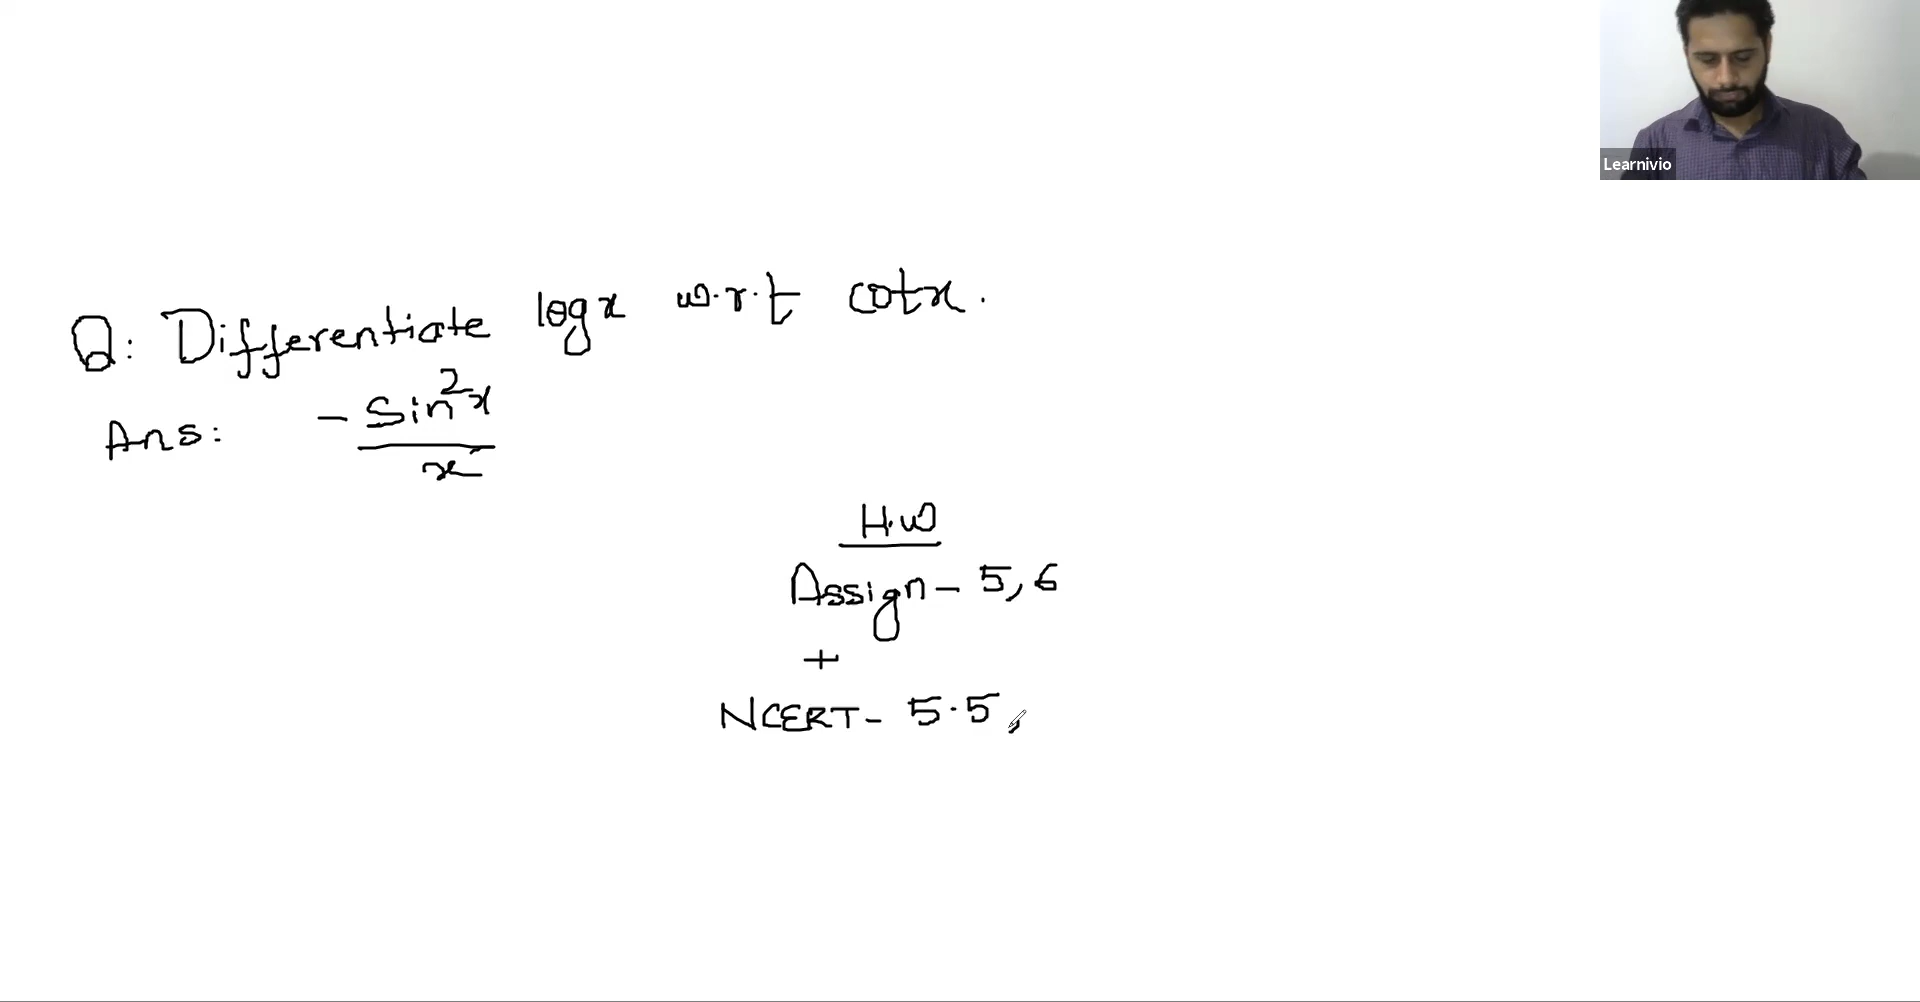 Learnivio
Q: Differentiate logx w.r.t cotx.
Ans: - Sin²x / x
H.W
Assign - 5, 6
+
NCERT - 5.5,